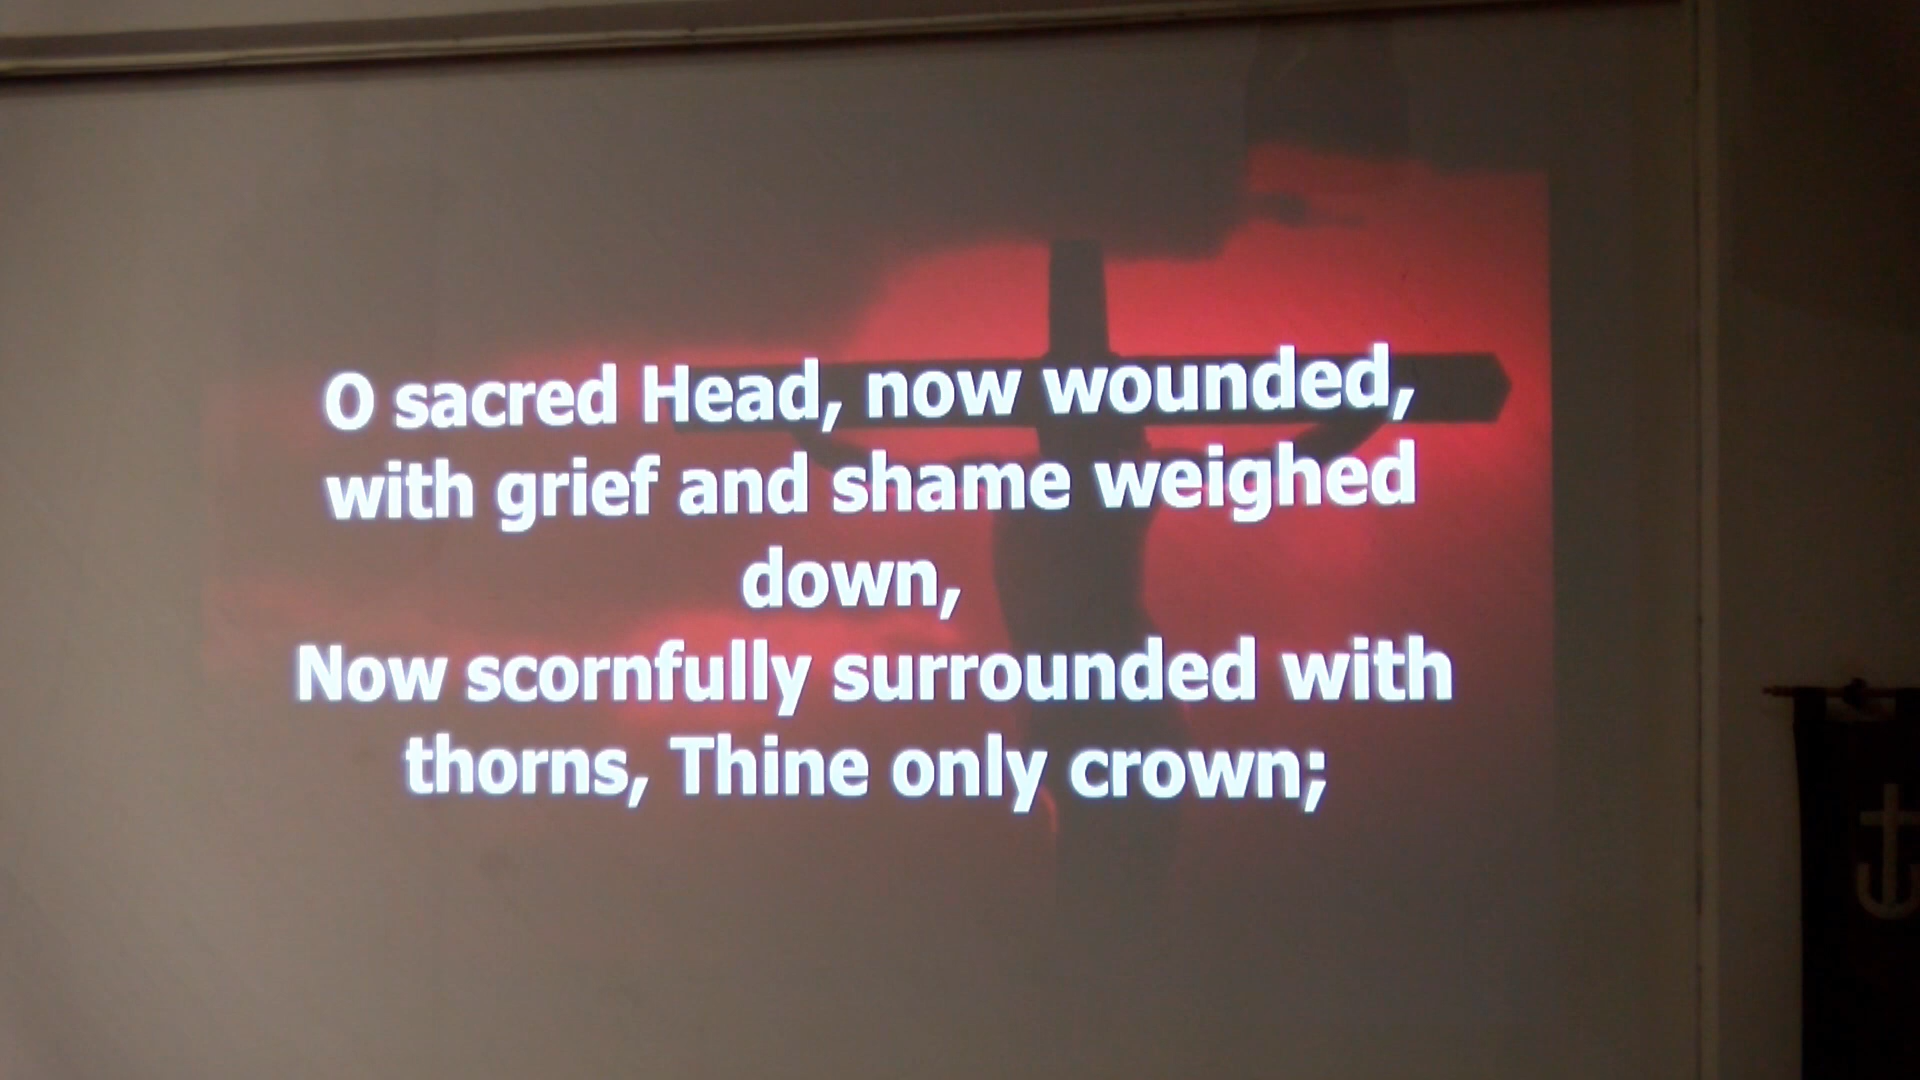 O sacred Head, now wounded,
with grief and shame weighed
down,
Now scornfully surrounded with
thorns, Thine only crown;